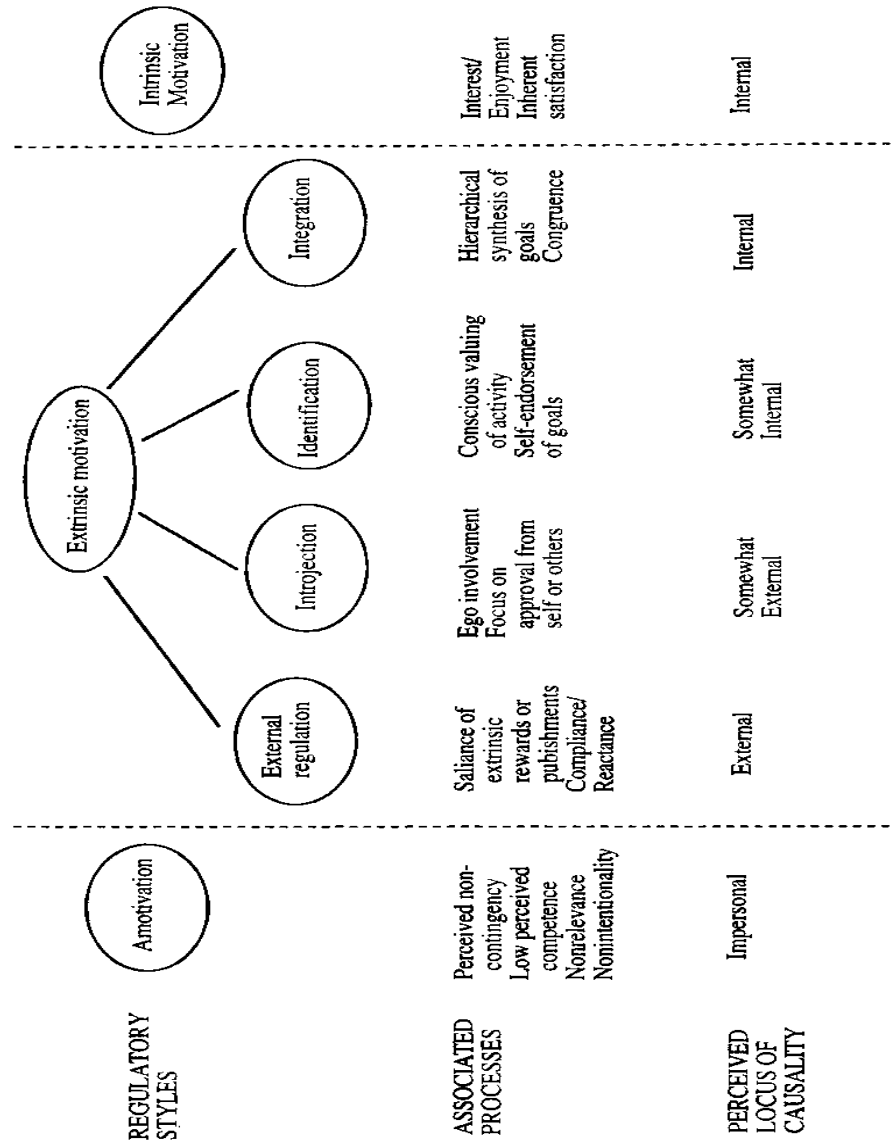 REGULATORY
STYLES
Amotivation
Extrinsic motivation
External
regulation
Introjection
Identification
Integration
Intrinsic
Motivation
ASSOCIATED
PROCESSES
Perceived non-
contingency
Low perceived
competence
Nonrelevance
Nonintentionality
Saliance of
extrinsic
rewards or
pubishments
Compliance/
Reactance
Ego involvement
Focus on
approval from
self or others
Conscious valuing
of activity
Self-endorsement
of goals
Hierarchical
synthesis of
goals
Congruence
Interest/
Enjoyment
Inherent
satisfaction
PERCEIVED
LOCUS OF
CAUSALITY
Impersonal
External
Somewhat
External
Somewhat
Internal
Internal
Internal